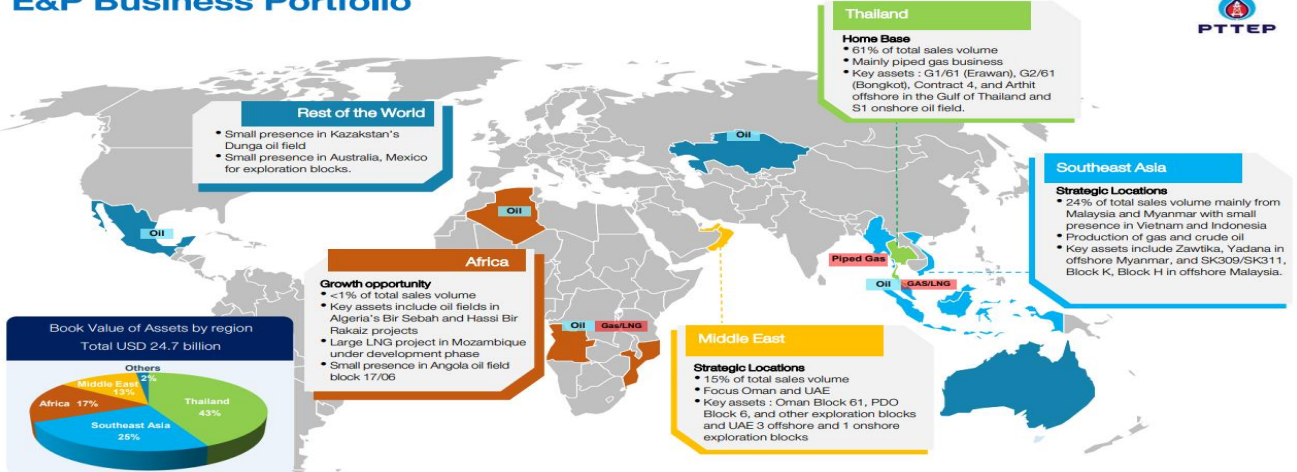 E&P Business Portfolio
PTTEP
Thailand
Home Base
• 61% of total sales volume
• Mainly piped gas business
• Key assets : G1/61 (Erawan), G2/61
(Bongkot), Contract 4, and Arthit
offshore in the Gulf of Thailand and
S1 onshore oil field.
Rest of the World
• Small presence in Kazakstan's
Dunga oil field
• Small presence in Australia, Mexico
for exploration blocks.
Oil
Southeast Asia
Strategic Locations
• 24% of total sales volume mainly from
Malaysia and Myanmar with small
presence in Vietnam and Indonesia
• Production of gas and crude oil
• Key assets include Zawtika, Yadana in
offshore Myanmar, and SK309/SK311,
Block K, Block H in offshore Malaysia.
Oil
Oil
Piped Gas
Oil GAS/LNG
Africa
Growth opportunity
• <1% of total sales volume
• Key assets include oil fields in
Algeria's Bir Sebah and Hassi Bir
Rakaiz projects
• Large LNG project in Mozambique
under development phase
• Small presence in Angola oil field
block 17/06
Oil Gas/LNG
Middle East
Strategic Locations
• 15% of total sales volume
• Focus Oman and UAE
• Key assets : Oman Block 61, PDO
Block 6, and other exploration blocks
and UAE 3 offshore and 1 onshore
exploration blocks
Book Value of Assets by region
Total USD 24.7 billion
Others
2%
Middle East
13%
Africa 17%
Thailand
43%
Southeast Asia
25%